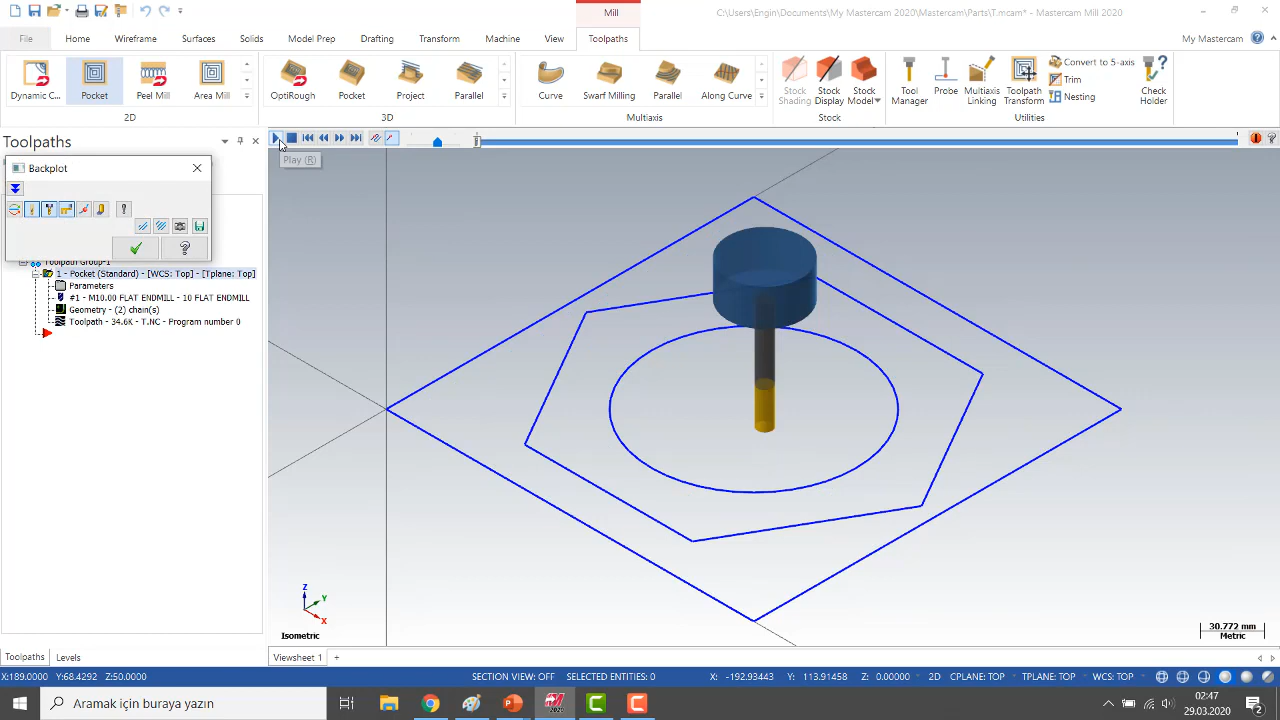 Mill
C:\Users\Engin\Documents\My Mastercam 2020\Mastercam\Parts\T.mcam* - Mastercam Mill 2020
File
Home
Wireframe
Surfaces
Solids
Model Prep
Drafting
Transform
Machine
View
Toolpaths
My Mastercam
Dynamic C...
Pocket
Peel Mill
Area Mill
OptiRough
Pocket
Project
Parallel
Curve
Swarf Milling
Parallel
Along Curve
Stock Shading
Stock Display
Stock Model
Tool Manager
Probe
Multiaxis Linking
Toolpath Transform
Convert to 5-axis
Trim
Nesting
Check Holder
2D
3D
Multiaxis
Stock
Utilities
Toolpaths
Play (R)
Backplot
Toolpath Group-1
1 - Pocket (Standard) - [WCS: Top] - [Tplane: Top]
Parameters
#1 - M10.00 FLAT ENDMILL - 10 FLAT ENDMILL
Geometry - (2) chain(s)
Toolpath - 34.6K - T.NC - Program number 0
Z
Y
X
Isometric
30.772 mm
Metric
Toolpaths
Levels
Viewsheet 1
+
X:189.0000 Y:68.4292 Z:50.0000
SECTION VIEW: OFF
SELECTED ENTITIES: 0
X: -192.93443
Y: 113.91458
Z: 0.00000
2D
CPLANE: TOP
TPLANE: TOP
WCS: TOP
Aramak için buraya yazın
2020
02:47
29.03.2020
2